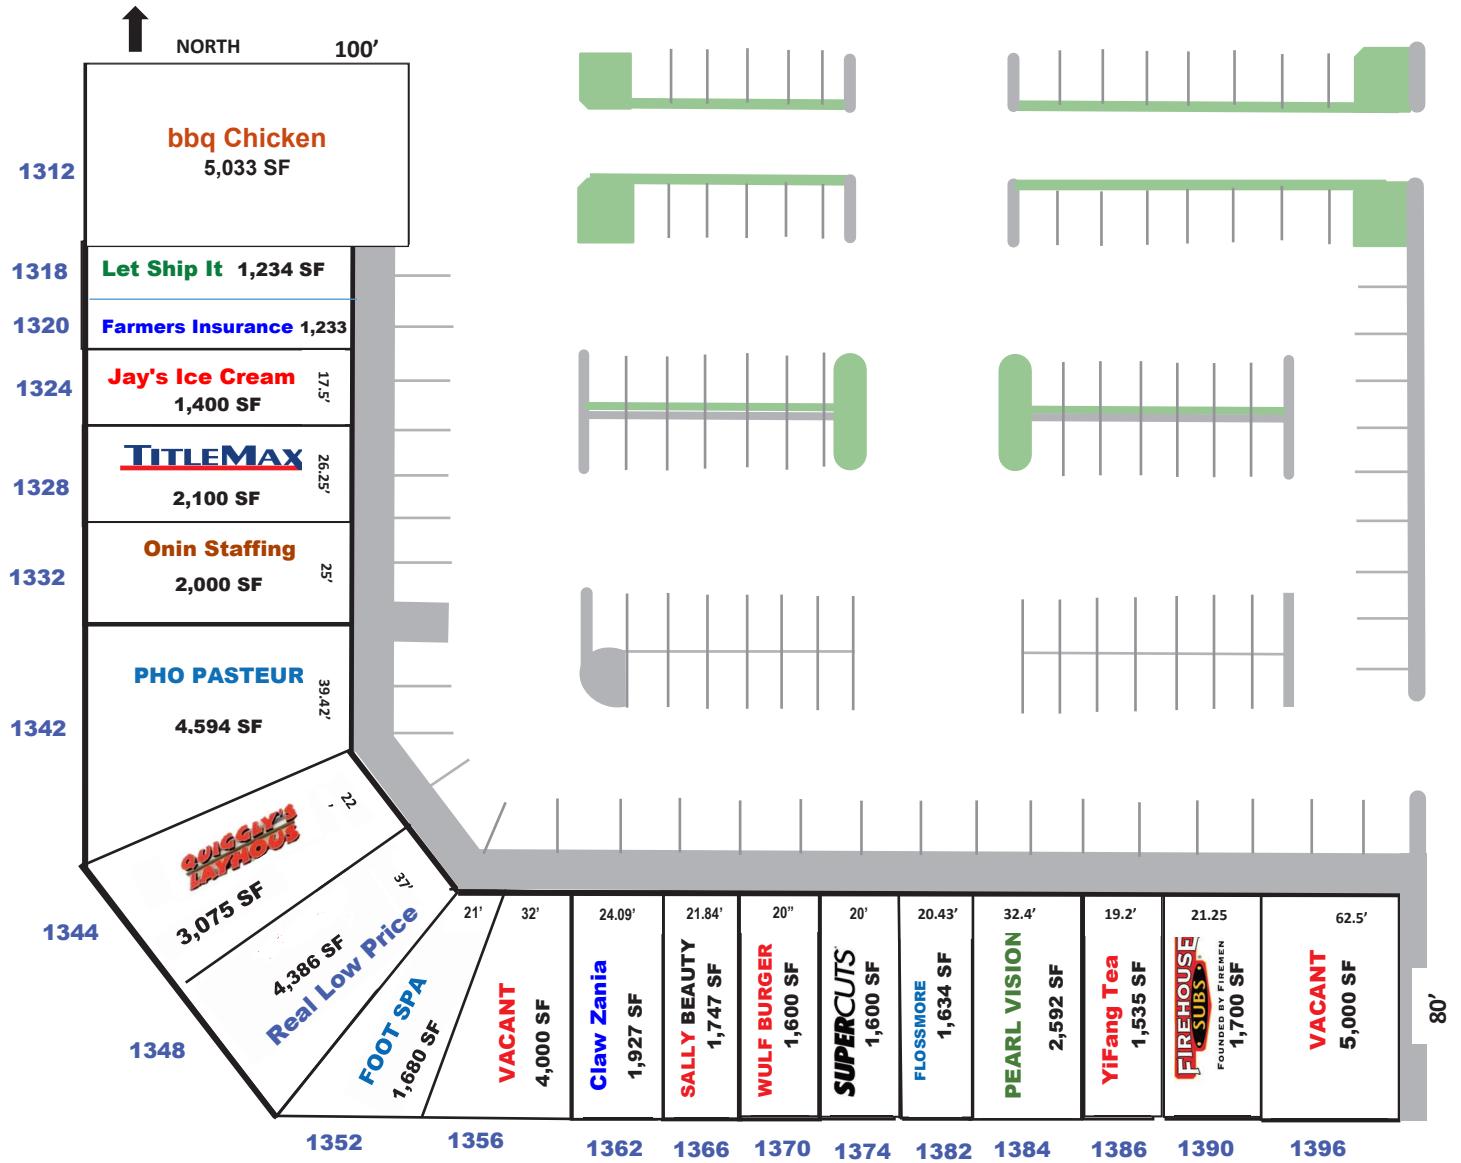 NORTH
100’
bbq Chicken
5,033 SF
1312
Let Ship It 1,234 SF
1318
Farmers Insurance 1,233
1320
Jay's Ice Cream
1,400 SF
17.5’
1324
TITLEMAX
2,100 SF
26.25’
1328
Onin Staffing
2,000 SF
25’
1332
PHO PASTEUR
4,594 SF
39.42’
1342
QUIGGLY'S
LAYHOUS
3,075 SF
22
’
1344
37’
4,386 SF
Real Low Price
1348
21’
FOOT SPA
1,680 SF
1352
32’
VACANT
4,000 SF
1356
24.09’
Claw Zania
1,927 SF
1362
21.84’
SALLY BEAUTY
1,747 SF
1366
20”
WULF BURGER
1,600 SF
1370
20’
SUPERCUTS
1,600 SF
1374
20.43’
FLOSSMORE
1,634 SF
1382
32.4’
PEARL VISION
2,592 SF
1384
19.2’
YiFang Tea
1,535 SF
1386
21.25
FIREHOUSE
SUBS
FOUNDED BY FIREMEN
1,700 SF
1390
62.5’
VACANT
5,000 SF
1396
80’